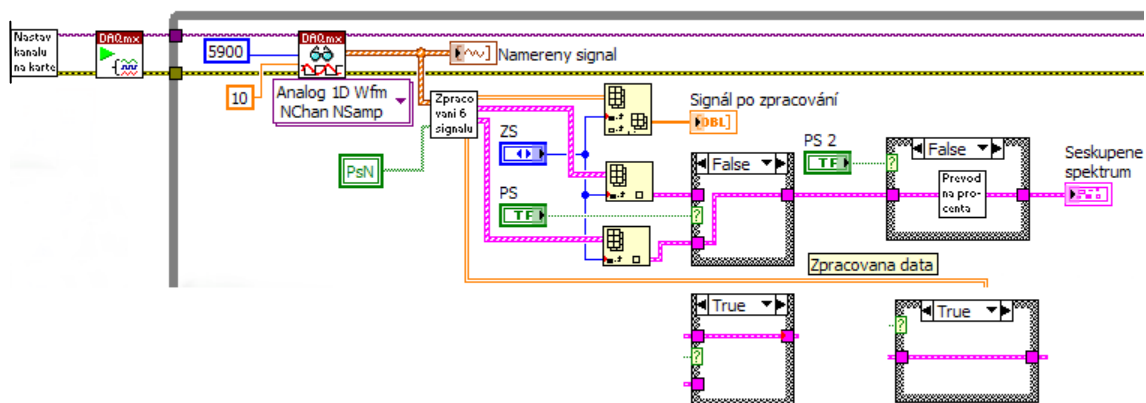 Nastav
kanalu
na karte
DAQmx
5900
10
DAQmx
Analog 1D Wfm
NChan NSamp
Namereny signal
Zpraco
vani 6
signalu
PsN
ZS
PS
TF
Signál po zpracování
DBL
False
PS 2
TF
False
Prevod
na pro-
centa
Seskupene
spektrum
Zpracovana data
True
True